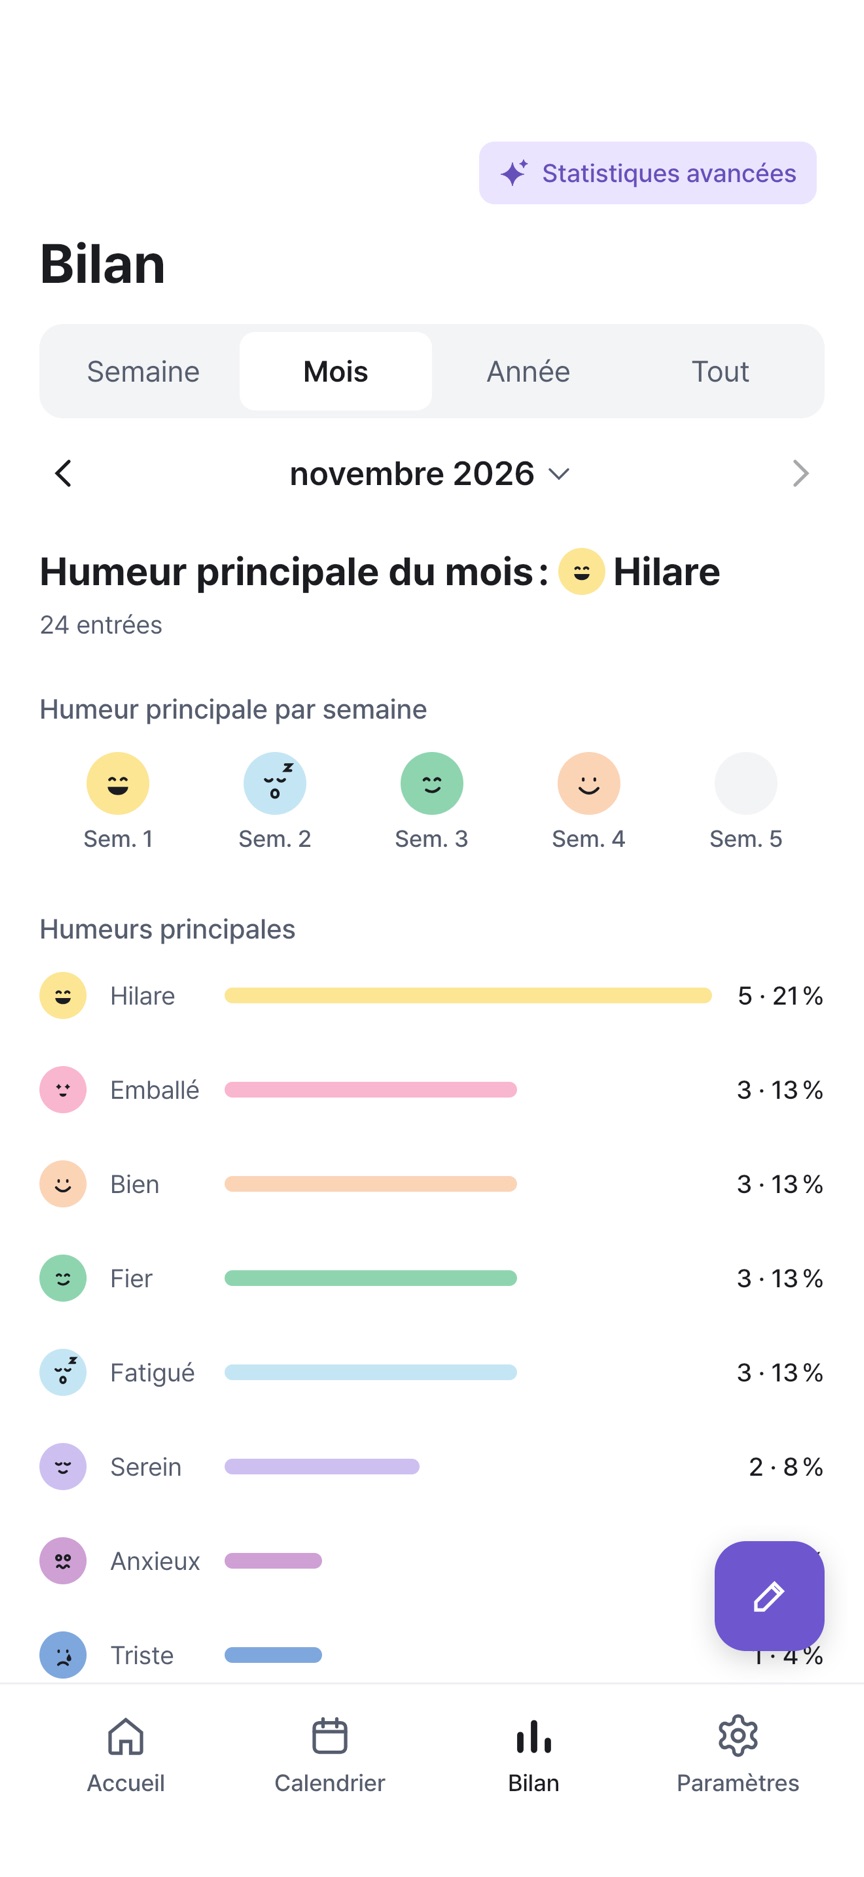 Statistiques avancées
Bilan
Semaine Mois Année Tout
novembre 2026
Humeur principale du mois : Hilare
24 entrées
Humeur principale par semaine
Sem. 1 Sem. 2 Sem. 3 Sem. 4 Sem. 5
Humeurs principales
Hilare 5 · 21 %
Emballé 3 · 13 %
Bien 3 · 13 %
Fier 3 · 13 %
Fatigué 3 · 13 %
Serein 2 · 8 %
Anxieux
Triste 1 · 4 %
Accueil Calendrier Bilan Paramètres